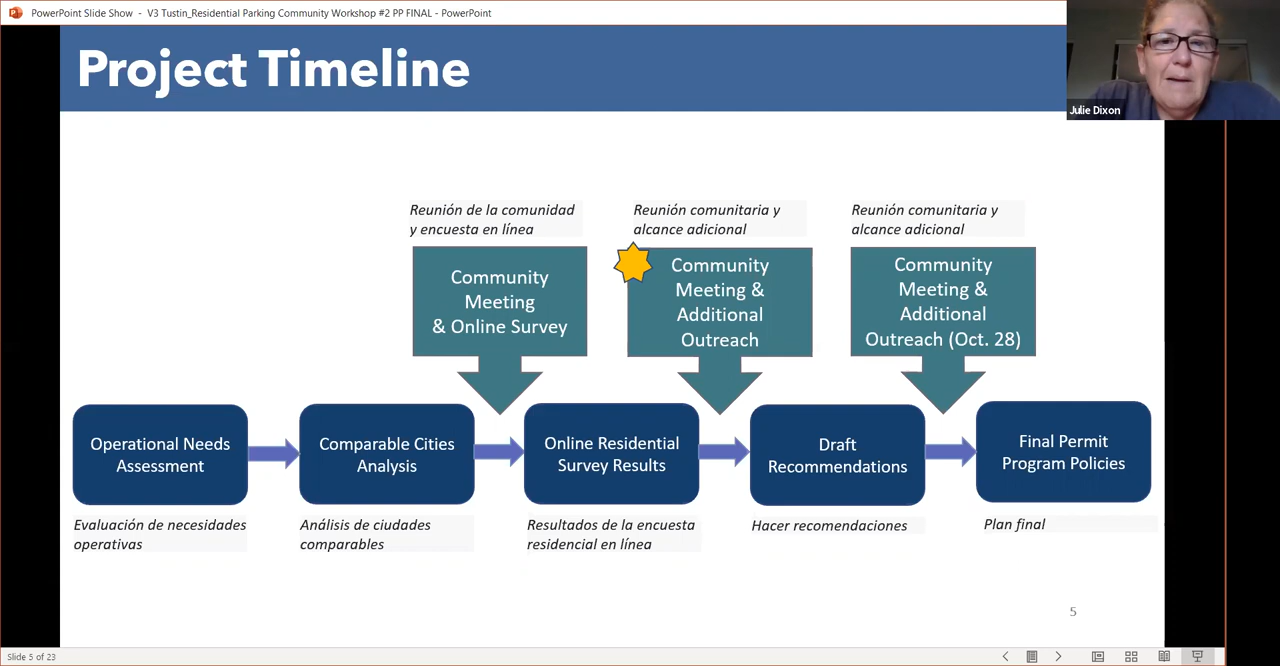 PowerPoint Slide Show - V3 Tustin_Residential Parking Community Workshop #2 PP FINAL - PowerPoint
Project Timeline
Julie Dixon
Reunión de la comunidad
y encuesta en línea
Reunión comunitaria y
alcance adicional
Reunión comunitaria y
alcance adicional
Community
Meeting
& Online Survey
Community
Meeting &
Additional
Outreach
Community
Meeting &
Additional
Outreach (Oct. 28)
Operational Needs
Assessment
Comparable Cities
Analysis
Online Residential
Survey Results
Draft
Recommendations
Final Permit
Program Policies
Evaluación de necesidades
operativas
Análisis de ciudades
comparables
Resultados de la encuesta
residencial en línea
Hacer recomendaciones
Plan final
5
Slide 5 of 23